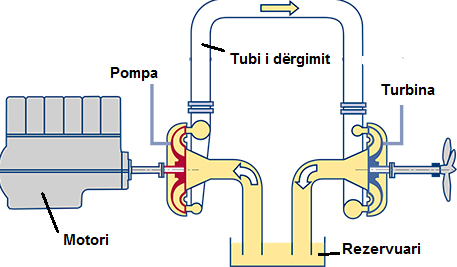 Tubi i dërgimit
Pompa
Turbina
Motori
Rezervuari